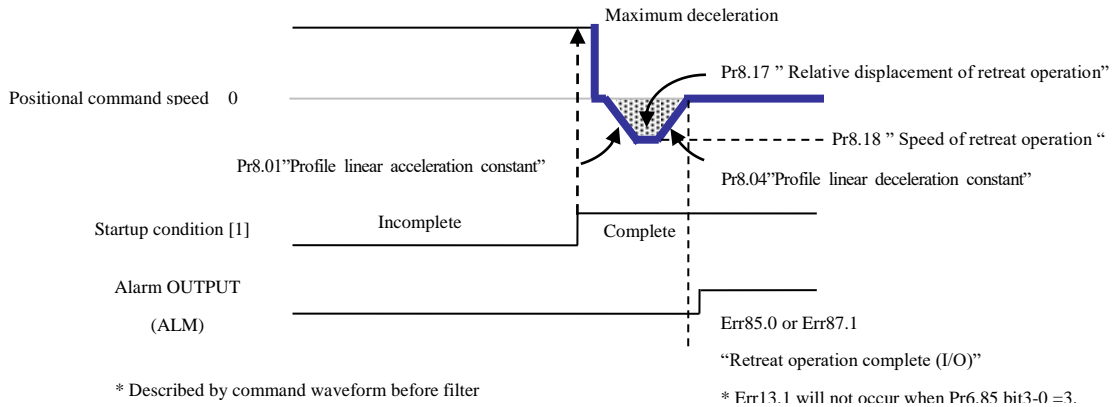 Maximum deceleration
Pr8.17 ” Relative displacement of retreat operation”
Positional command speed 0
Pr8.18 ” Speed of retreat operation “
Pr8.01”Profile linear acceleration constant”
Pr8.04”Profile linear deceleration constant”
Incomplete
Startup condition [1]
Complete
Alarm OUTPUT
(ALM)
Err85.0 or Err87.1
“Retreat operation complete (I/O)”
* Described by command waveform before filter
* Err13.1 will not occur when Pr6.85 bit3-0 =3.